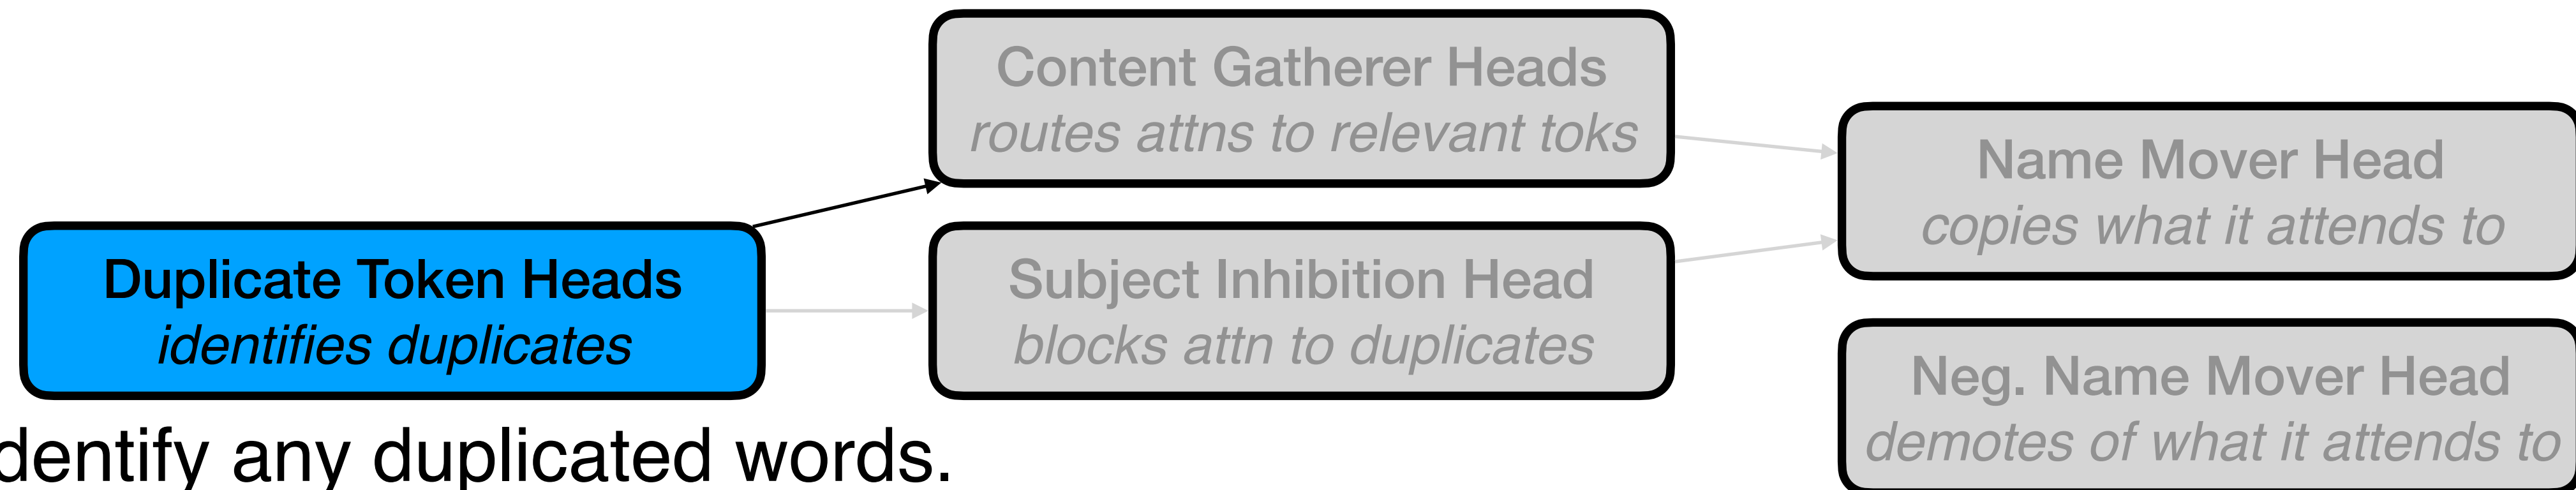 Content Gatherer Heads
routes attns to relevant toks
Name Mover Head
copies what it attends to
Duplicate Token Heads
identifies duplicates
Subject Inhibition Head
blocks attn to duplicates
Neg. Name Mover Head
demotes of what it attends to
dentify any duplicated words.